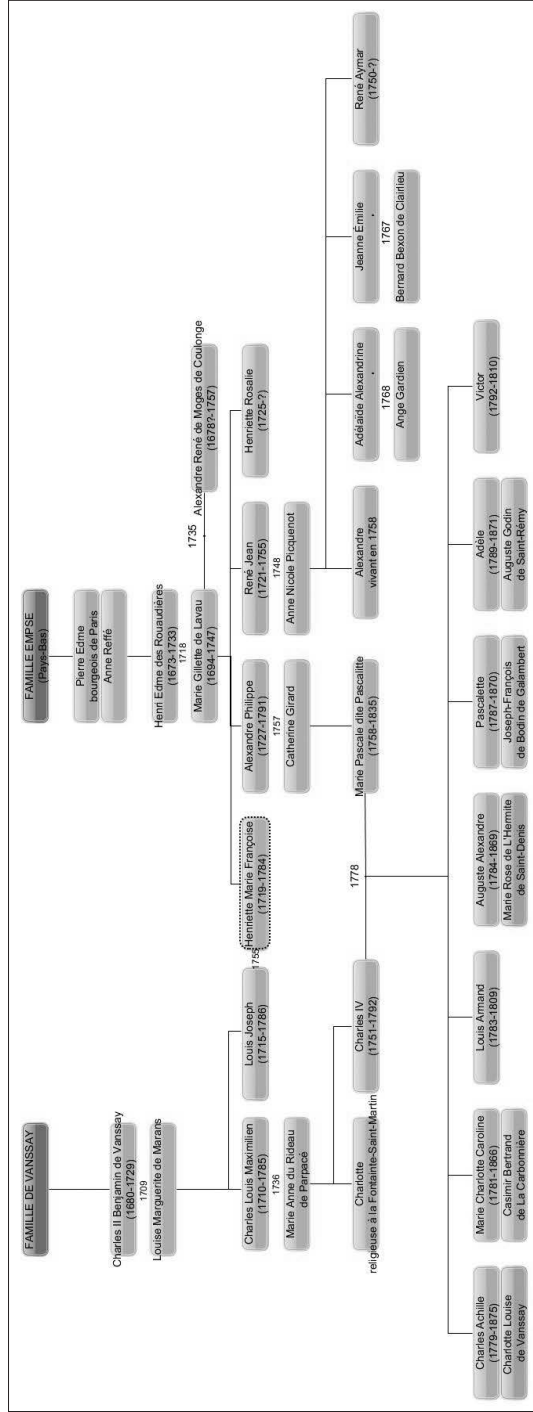 FAMILLE DE VANSSAY
Charles II Benjamin de Vanssay
(1680-1729)
1709
Louise Marguerite de Marans
Charles Louis Maximilien
(1710-1785)
1736
Marie Anne du Rideau
de Parpacé
Louis Joseph
(1715-1786)
1755
Henriette Marie Françoise
(1719-1784)
Charlotte
religieuse à la Fontainte-Saint-Martin
Charles IV
(1751-1792)
1778
FAMILLE EMPSE
(Pays-Bas)
Pierre Edme
bourgeois de Paris
Anne Reffé
Henri Edme des Rouaudières
(1673-1733)
1718
Marie Gillette de Lavau
(1694-1747)
1735
Alexandre René de Moges de Coulonge
(1678?-1757)
Alexandre Philippe
(1727-1791)
1757
Catherine Girard
René Jean
(1721-1755)
1748
Anne Nicole Picquenot
Henriette Rosalie
(1725-?)
Marie Pascale dite Pascalitte
(1758-1835)
Alexandre
vivant en 1758
Adélaïde Alexandrine
.
1768
Ange Gardien
Jeanne Émilie
.
1767
Bernard Bexon de Clairlieu
René Aymar
(1750-?)
Charles Achille
(1779-1875)
Charlotte Louise
de Vanssay
Marie Charlotte Caroline
(1781-1866)
Casimir Bertrand
de La Carbonnière
Louis Armand
(1783-1809)
Auguste Alexandre
(1784-1869)
Marie Rose de L'Hermite
de Saint-Denis
Pascalette
(1787-1870)
Joseph-François
de Bodin de Galambert
Adèle
(1789-1871)
Auguste Godin
de Saint-Rémy
Victor
(1792-1810)